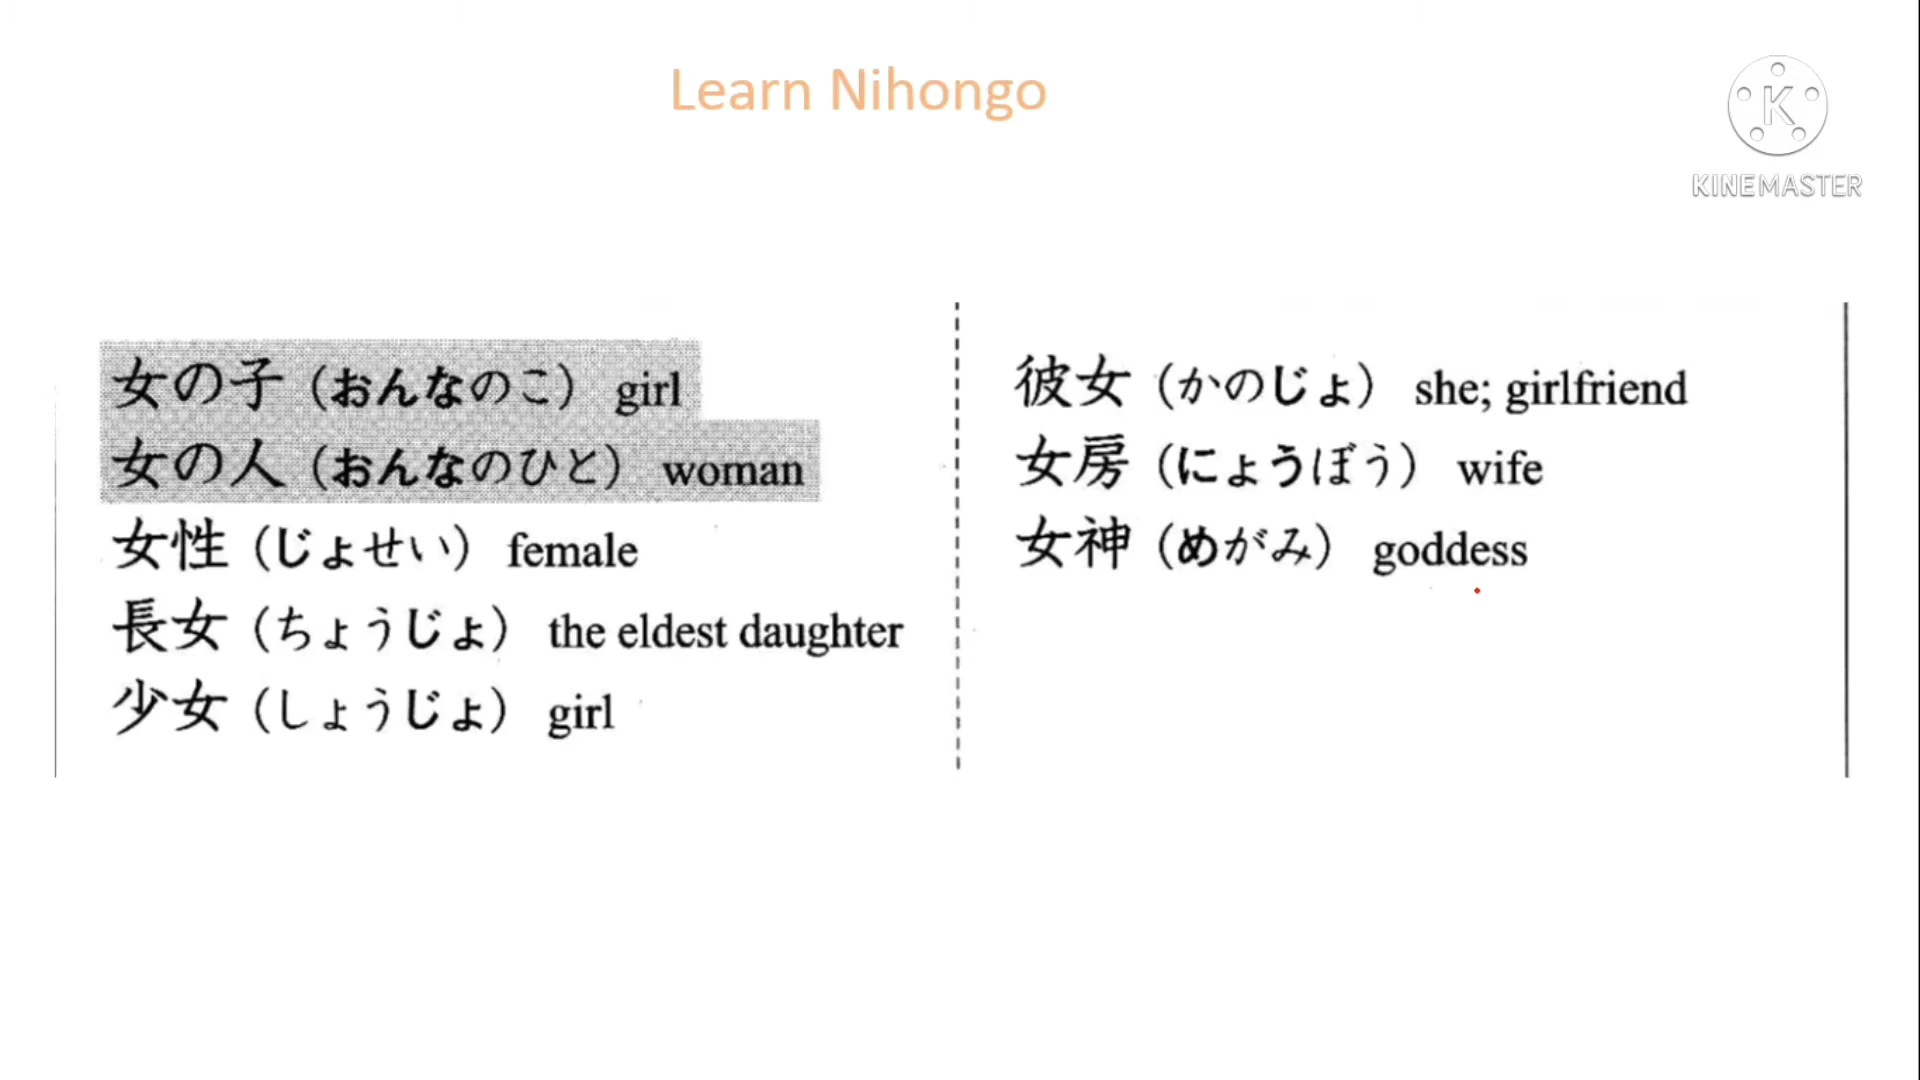 Learn Nihongo
K
KINEMASTER
女の子（おんなのこ） girl
女の人（おんなのひと） woman
女性（じょせい） female
長女（ちょうじょ） the eldest daughter
少女（しょうじょ） girl
彼女（かのじょ） she; girlfriend
女房（にょうぼう） wife
女神（めがみ） goddess